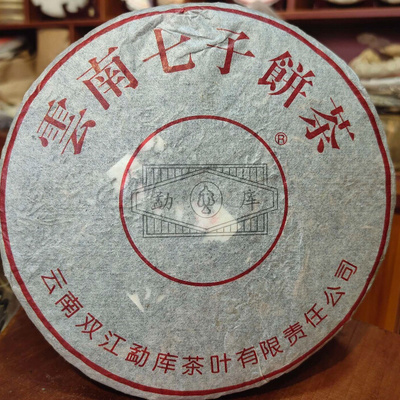 雲南七子餅茶
®
勐库
云南双江勐库茶叶有限责任公司